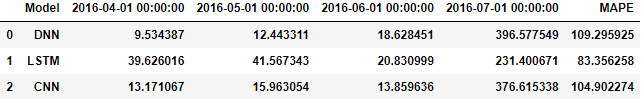 Model 2016-04-01 00:00:00 2016-05-01 00:00:00 2016-06-01 00:00:00 2016-07-01 00:00:00 MAPE
0 DNN 9.534387 12.443311 18.628451 396.577549 109.295925
1 LSTM 39.626016 41.567343 20.830999 231.400671 83.356258
2 CNN 13.171067 15.963054 13.859636 376.615338 104.902274